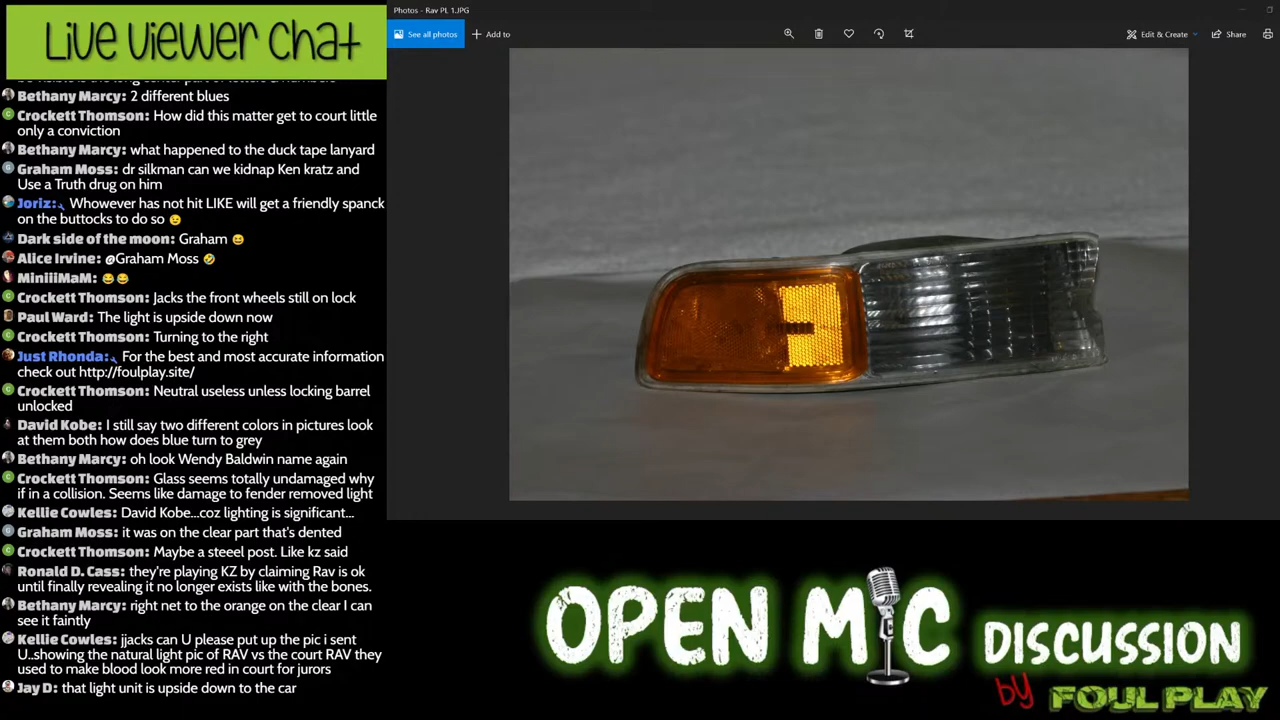 Live viewer chat
Bethany Marcy: 2 different blues
Crockett Thomson: How did this matter get to court little
only a conviction
Bethany Marcy: what happened to the duck tape lanyard
Graham Moss: dr silkman can we kidnap Ken kratz and
Use a Truth drug on him
Joriz: Whowever has not hit LIKE will get a friendly spanck
on the buttocks to do so 😉
Dark side of the moon: Graham 😆
Alice Irvine: @Graham Moss 🤣
MiniiiMaM: 😂😂
Crockett Thomson: Jacks the front wheels still on lock
Paul Ward: The light is upside down now
Crockett Thomson: Turning to the right
Just Rhonda: For the best and most accurate information
check out http://foulplay.site/
Crockett Thomson: Neutral useless unless locking barrel
unlocked
David Kobe: I still say two different colors in pictures look
at them both how does blue turn to grey
Bethany Marcy: oh look Wendy Baldwin name again
Crockett Thomson: Glass seems totally undamaged why
if in a collision. Seems like damage to fender removed light
Kellie Cowles: David Kobe...coz lighting is significant...
Graham Moss: it was on the clear part that's dented
Crockett Thomson: Maybe a steeel post. Like kz said
Ronald D. Cass: they're playing KZ by claiming Rav is ok
until finally revealing it no longer exists like with the bones.
Bethany Marcy: right net to the orange on the clear I can
see it faintly
Kellie Cowles: jjacks can U please put up the pic i sent
U..showing the natural light pic of RAV vs the court RAV they
used to make blood look more red in court for jurors
Jay D: that light unit is upside down to the car
Photos - Rav PL 1.JPG
See all photos
Add to
Edit & Create
Share
OPEN MIC DISCUSSION
by FOUL PLAY